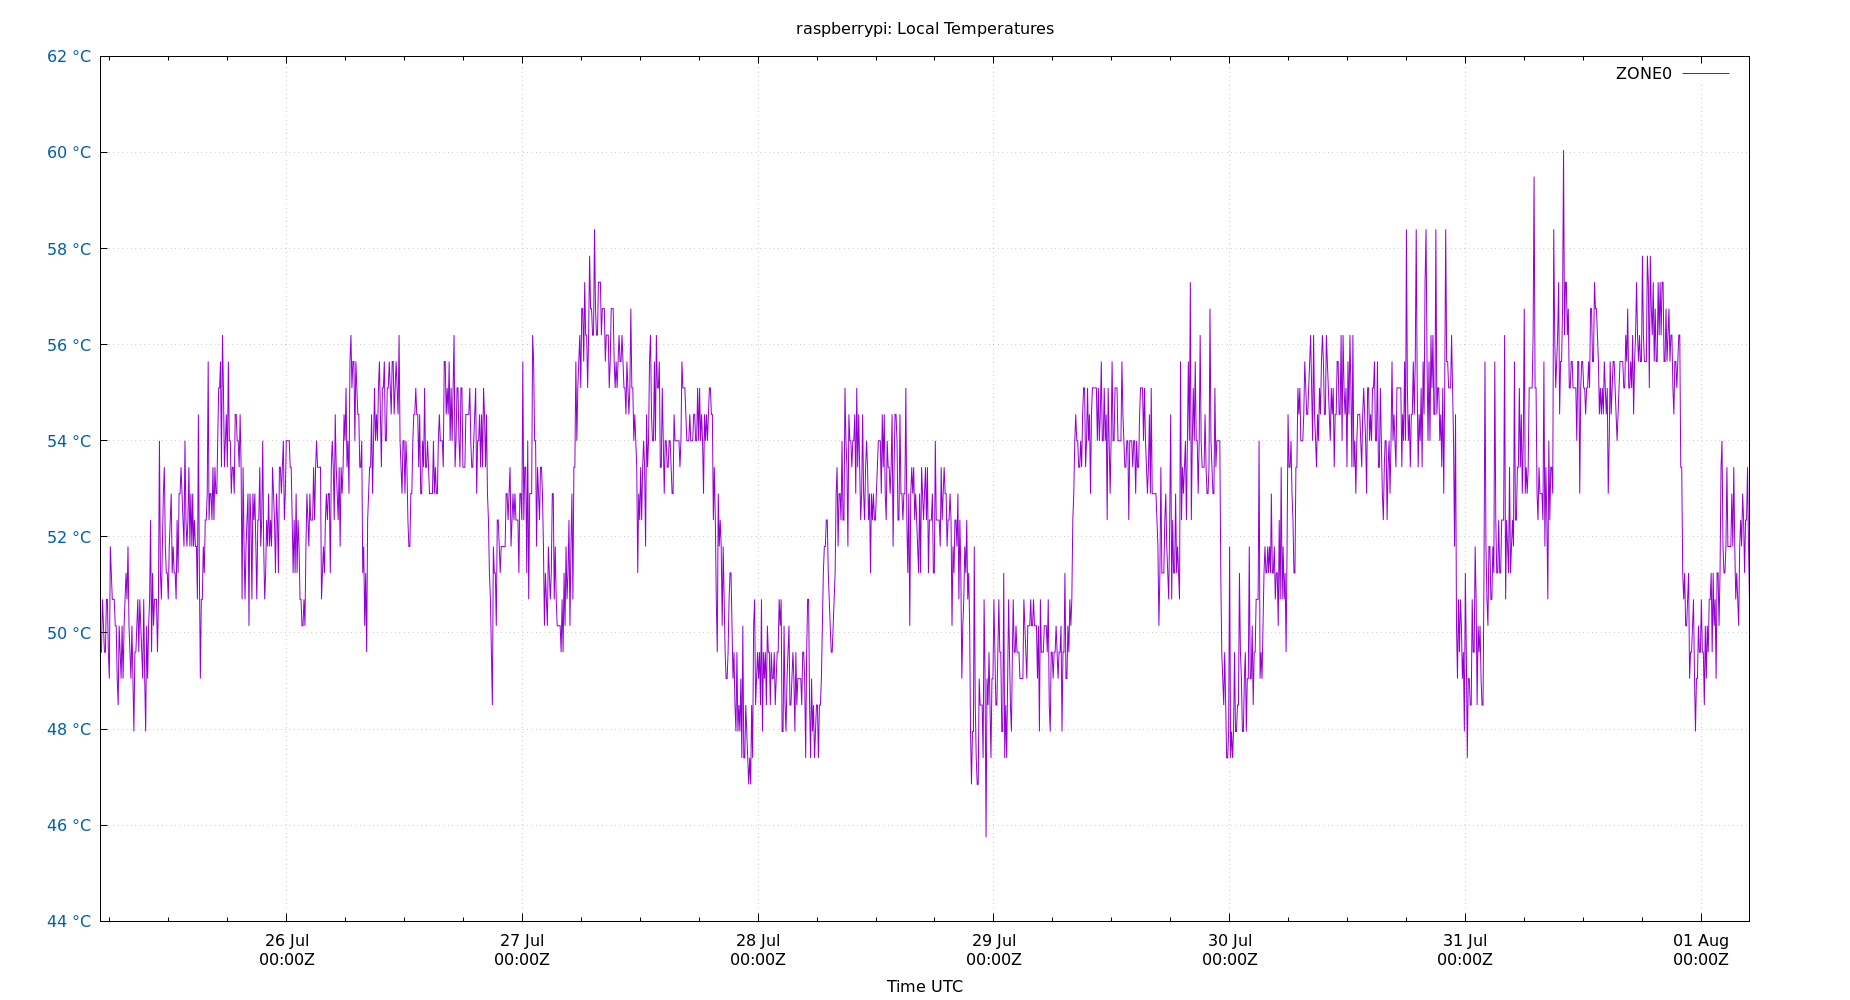 raspberrypi: Local Temperatures
62 °C
ZONE0
60 °C
58 °C
56 °C
54 °C
52 °C
50 °C
48 °C
46 °C
44 °C
26 Jul 27 Jul 28 Jul 29 Jul 30 Jul 31 Jul 01 Aug
00:00Z 00:00Z 00:00Z 00:00Z 00:00Z 00:00Z 00:00Z
Time UTC